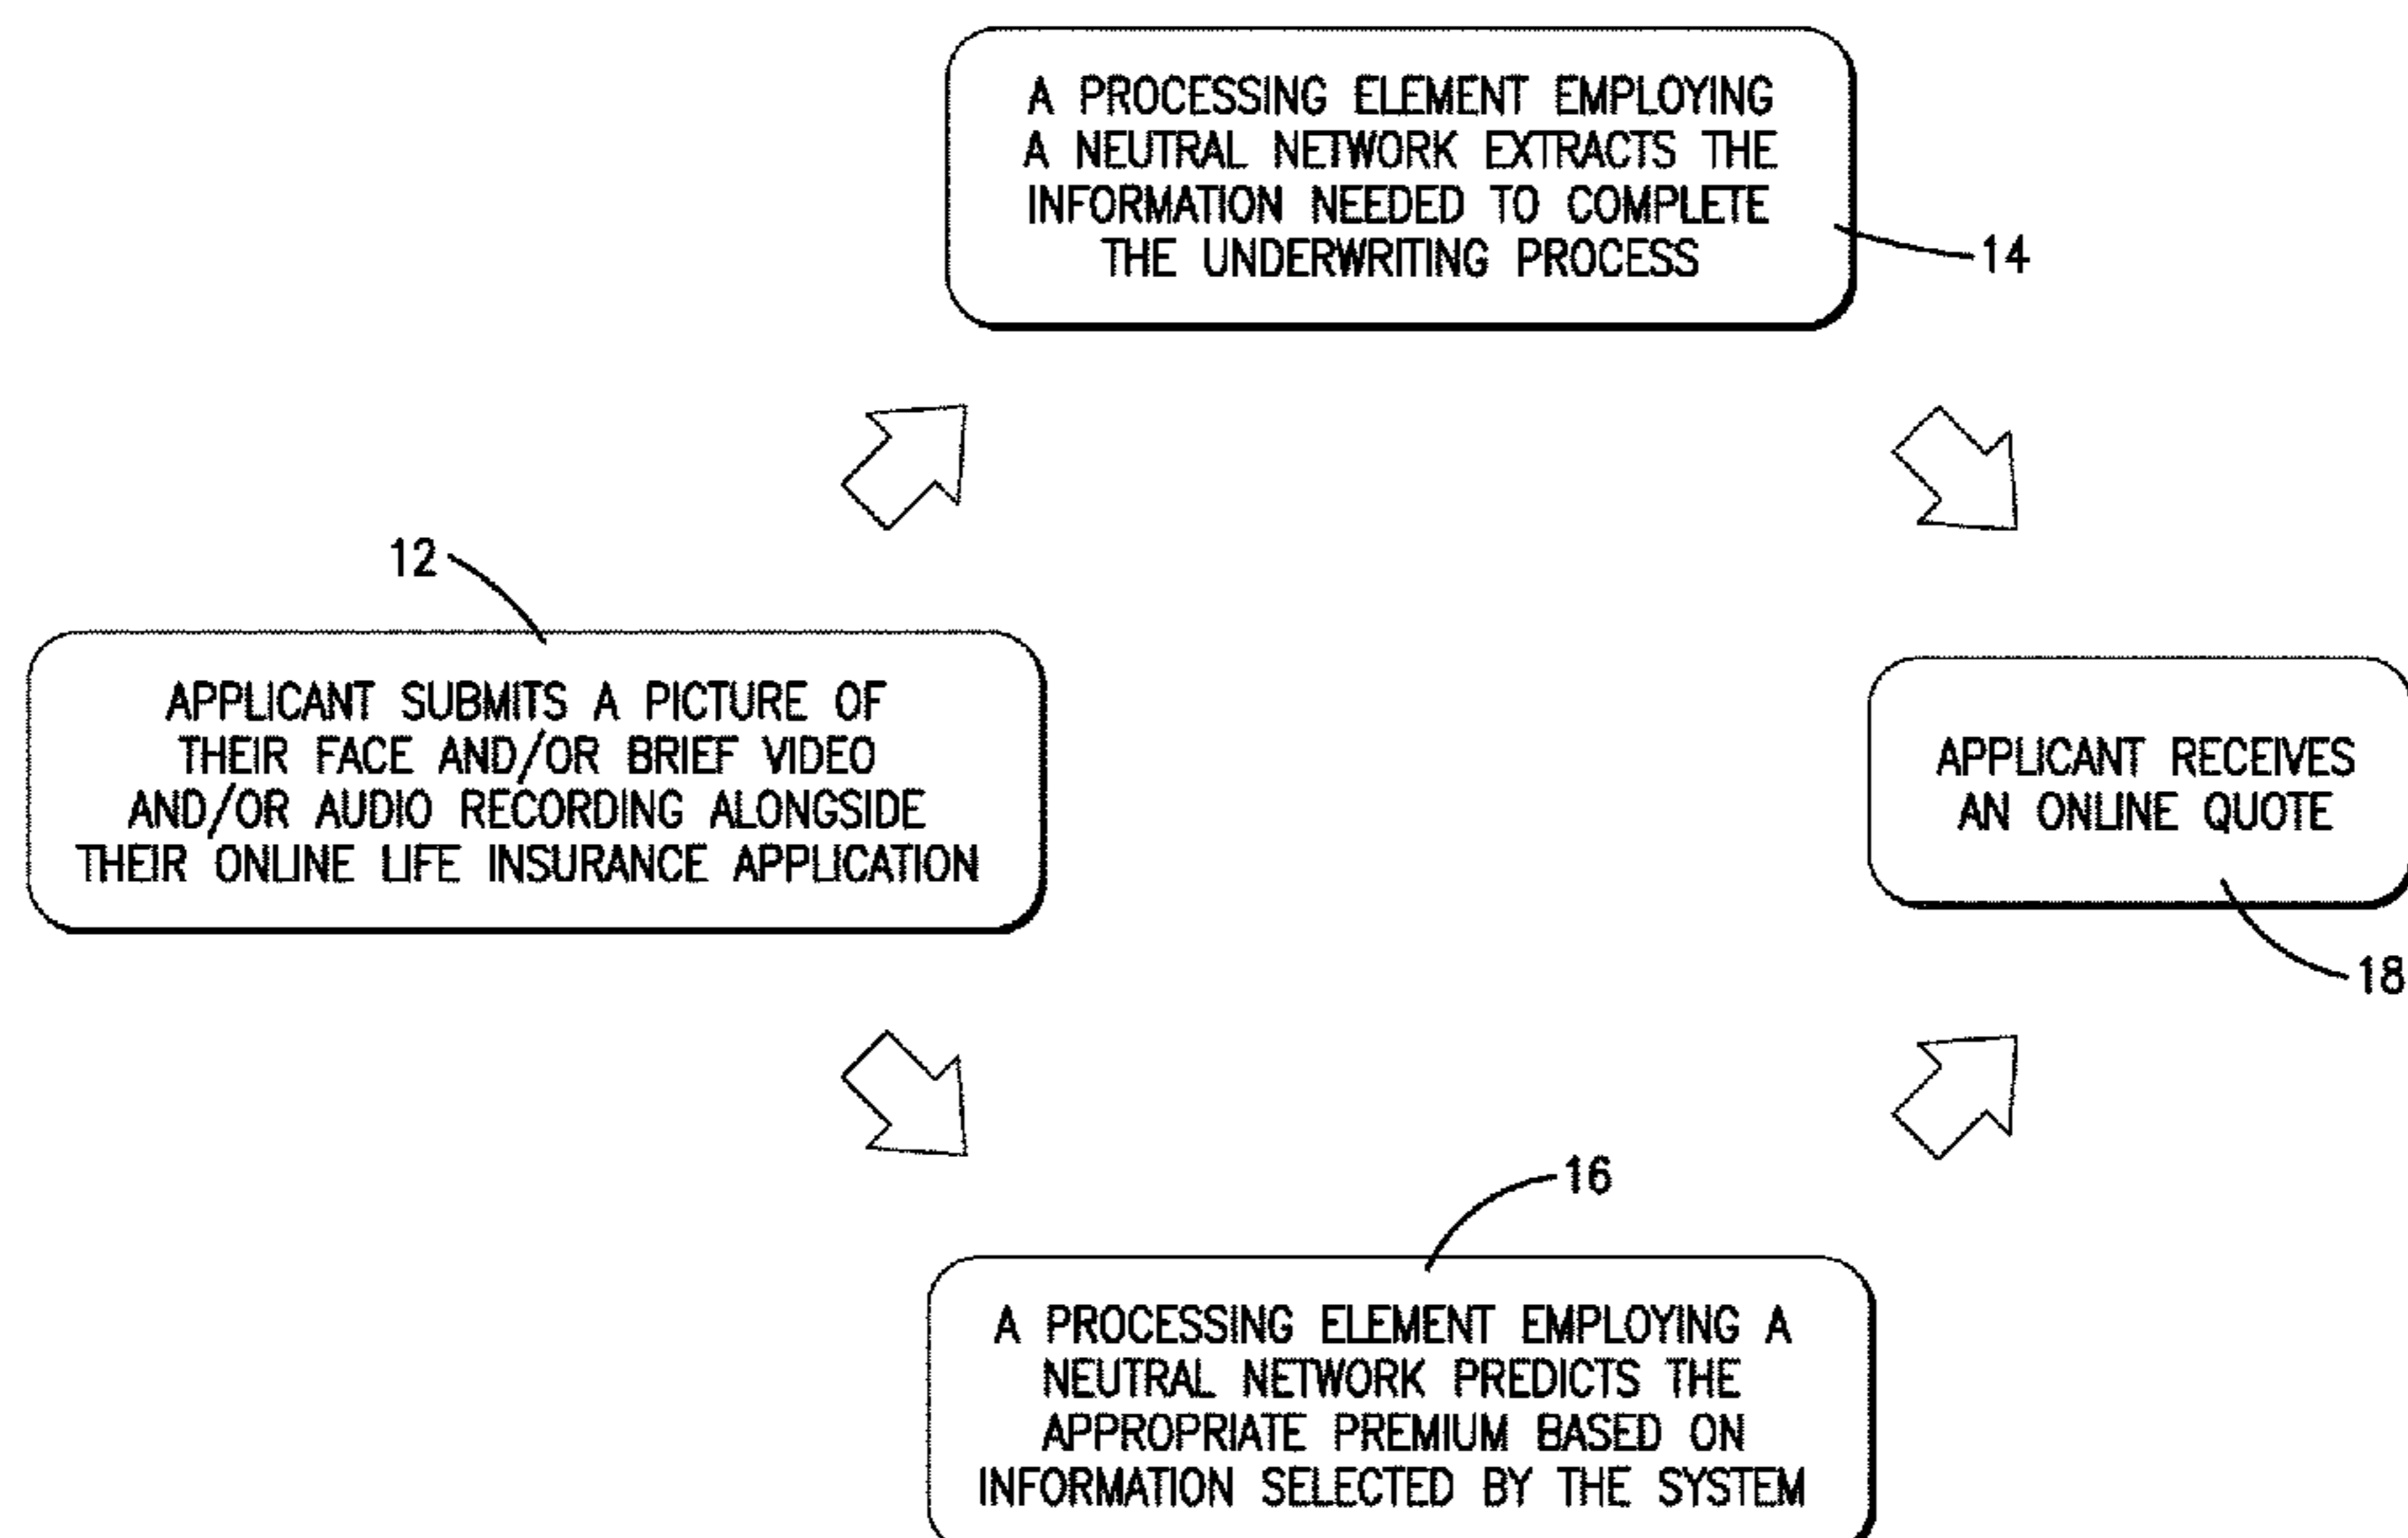 A PROCESSING ELEMENT EMPLOYING
A NEUTRAL NETWORK EXTRACTS THE
INFORMATION NEEDED TO COMPLETE
THE UNDERWRITING PROCESS
14
12
APPLICANT SUBMITS A PICTURE OF
THEIR FACE AND/OR BRIEF VIDEO
AND/OR AUDIO RECORDING ALONGSIDE
THEIR ONLINE LIFE INSURANCE APPLICATION
APPLICANT RECEIVES
AN ONLINE QUOTE
18
16
A PROCESSING ELEMENT EMPLOYING A
NEUTRAL NETWORK PREDICTS THE
APPROPRIATE PREMIUM BASED ON
INFORMATION SELECTED BY THE SYSTEM